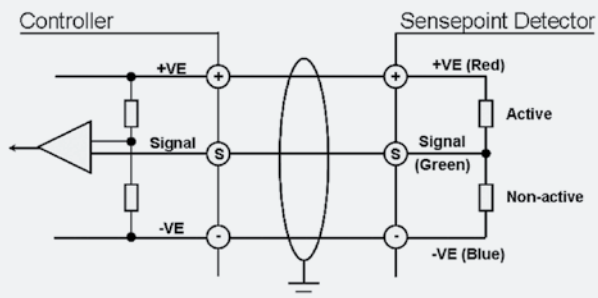 Controller
Sensepoint Detector
+VE
+
+
+VE (Red)
Active
Signal
S
S
Signal
(Green)
Non-active
-VE
-
-
-VE (Blue)